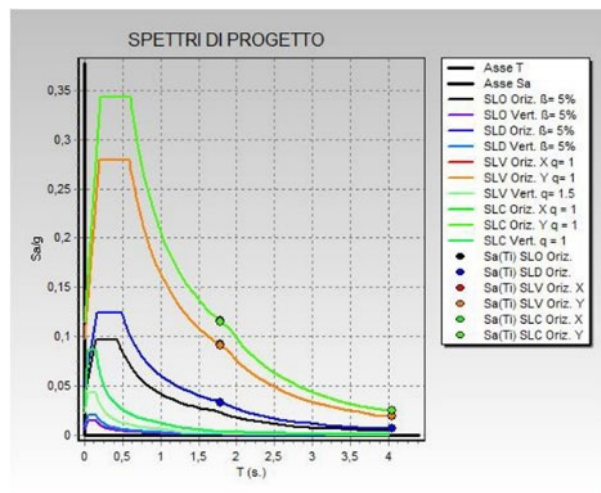 SPETTRI DI PROGETTO
0,35
0,3
0,25
0,2
0,15
0,1
0,05
0
Sa/g
0 0,5 1 1,5 2 2,5 3 3,5 4
T (s.)
Asse T
Asse Sa
SLO Oriz. ß= 5%
SLO Vert. ß= 5%
SLD Oriz. ß= 5%
SLD Vert. ß= 5%
SLV Oriz. X q= 1
SLV Oriz. Y q= 1
SLV Vert. q= 1.5
SLC Oriz. X q = 1
SLC Oriz. Y q = 1
SLC Vert. q = 1
Sa(Ti) SLO Oriz.
Sa(Ti) SLD Oriz.
Sa(Ti) SLV Oriz. X
Sa(Ti) SLV Oriz. Y
Sa(Ti) SLC Oriz. X
Sa(Ti) SLC Oriz. Y